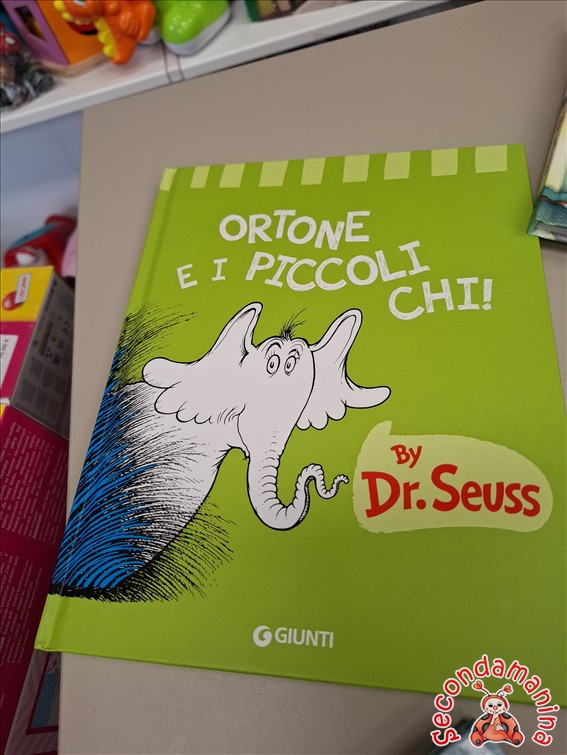 ORTONE
E I PICCOLI
CHI!
By
Dr. Seuss
GIUNTI
secondamanina